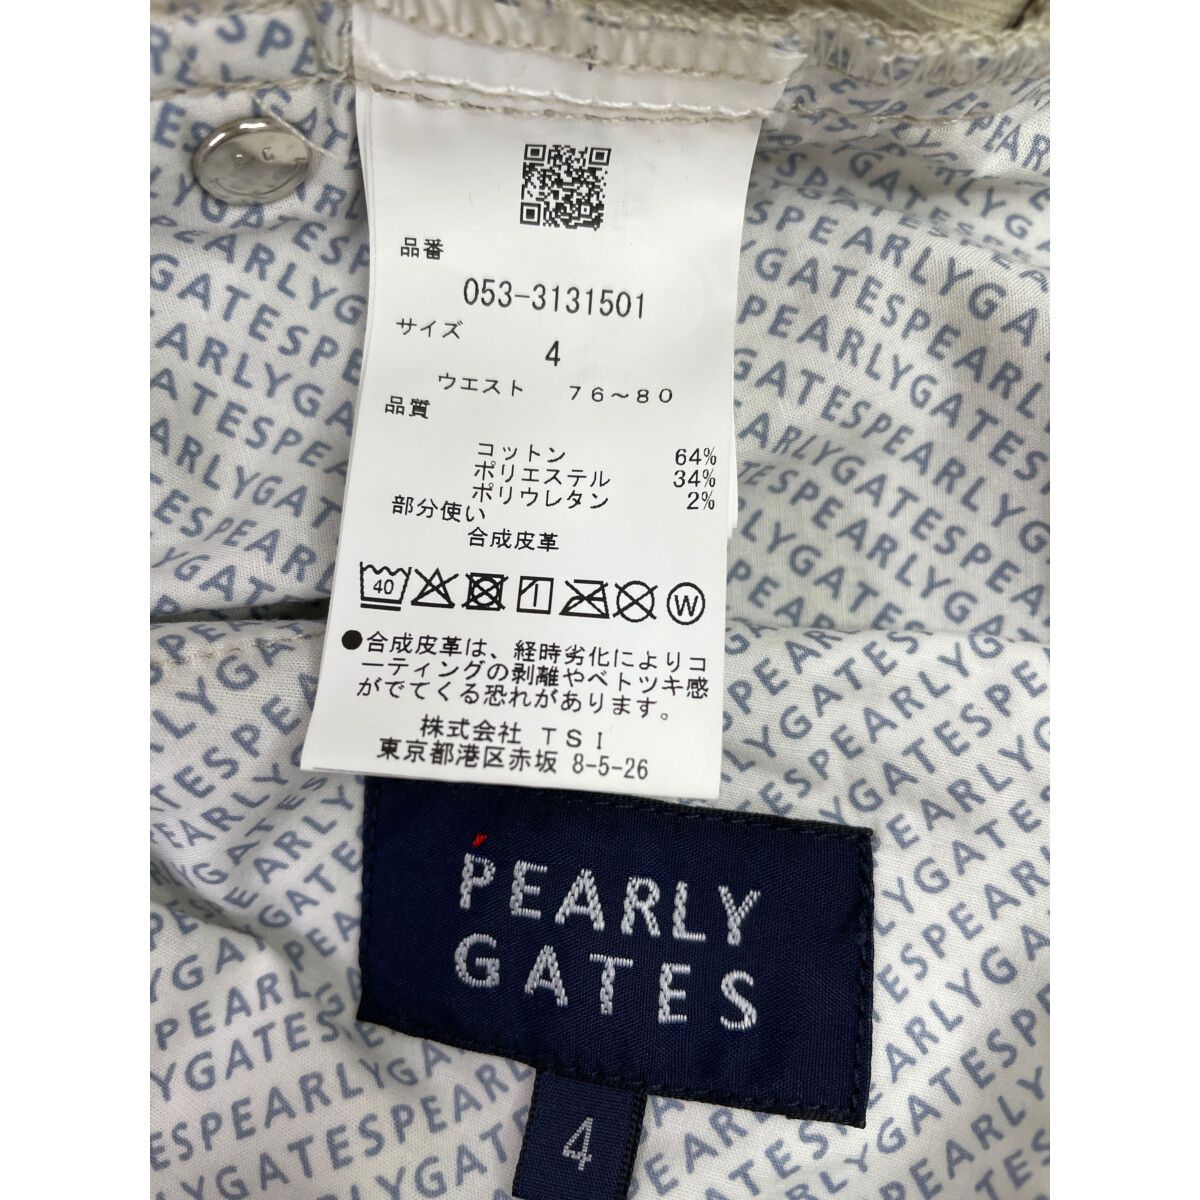 品番
053-3131501
サイズ
4
ウエスト 76~80
品質
コットン 64%
ポリエステル 34%
ポリウレタン 2%
部分使い
合成皮革
40
W
●合成皮革は、経時劣化によりコ
ーティングの剥離やベトツキ感
がでてくる恐れがあります。
株式会社 TSI
東京都港区赤坂 8-5-26
PEARLY
GATES
4